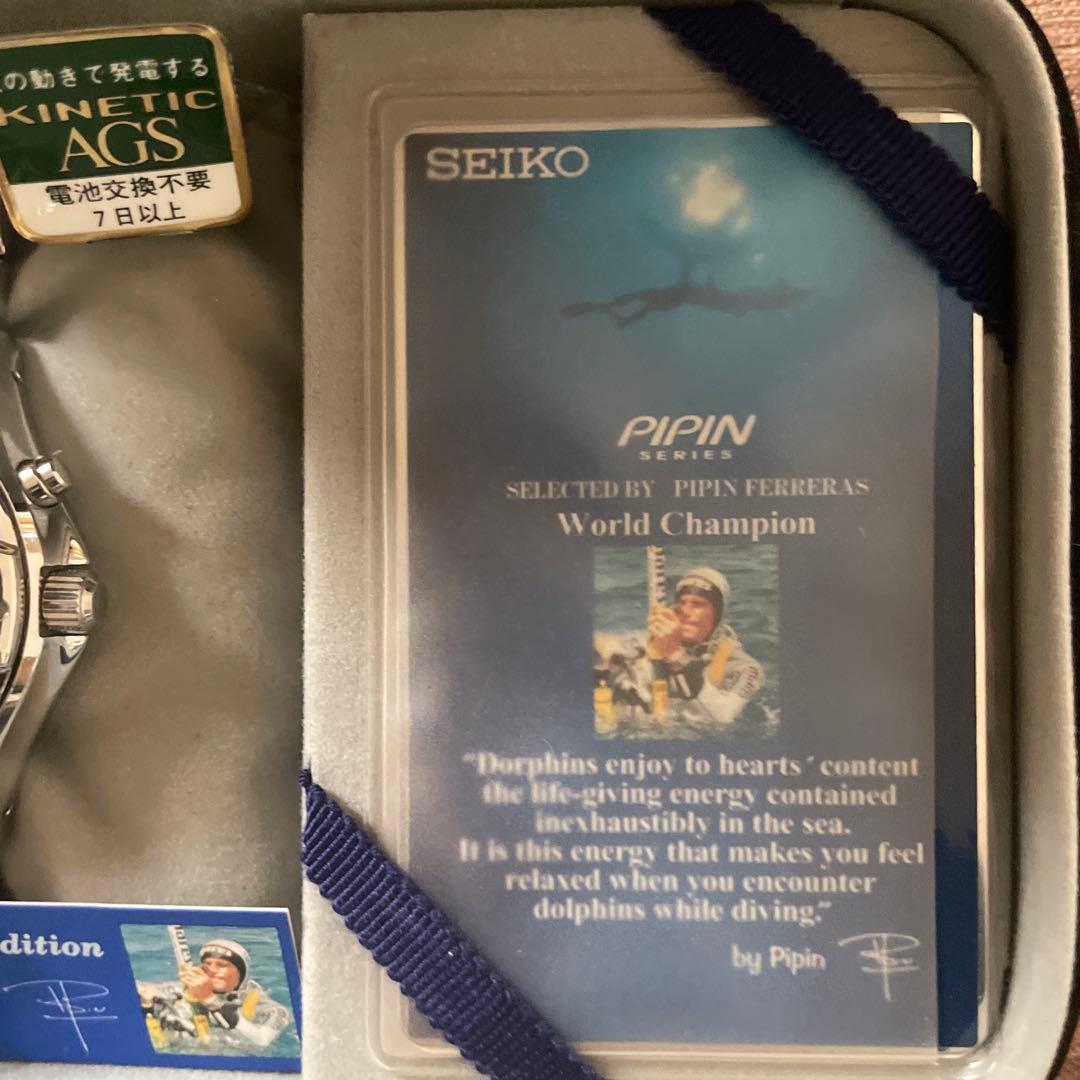 の動きで発電する
KINETIC
AGS
電池交換不要
7日以上
SEIKO
PIPIN
SERIES
SELECTED BY PIPIN FERRERAS
World Champion
"Dorphins enjoy to hearts' content
the life-giving energy contained
inexhaustibly in the sea.
It is this energy that makes you feel
relaxed when you encounter
dolphins while diving."
by Pipin
dition